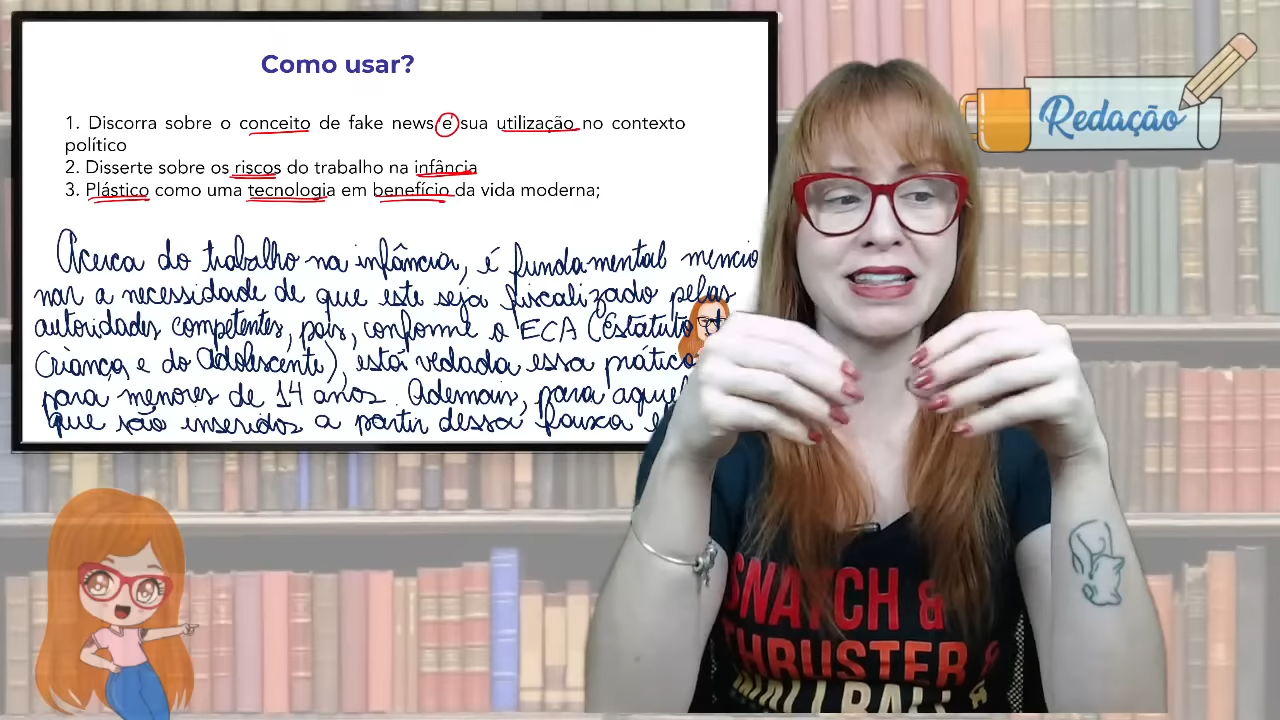 Como usar?
1. Discorra sobre o conceito de fake news e sua utilização no contexto
político
2. Disserte sobre os riscos do trabalho na infância
3. Plástico como uma tecnologia em benefício da vida moderna;
Acerca do trabalho na infância, é fundamental mencio
nar a necessidade de que este seja fiscalizado pelas
autoridades competentes, pois, conforme o ECA (Estatuto
Criança e do Adolescente), está vedada essa prática
para menores de 14 anos. Ademais, para
que são inseridos a partir dessa faixa
Redação
SNATCH &
THRUSTER &
WALLBALL &